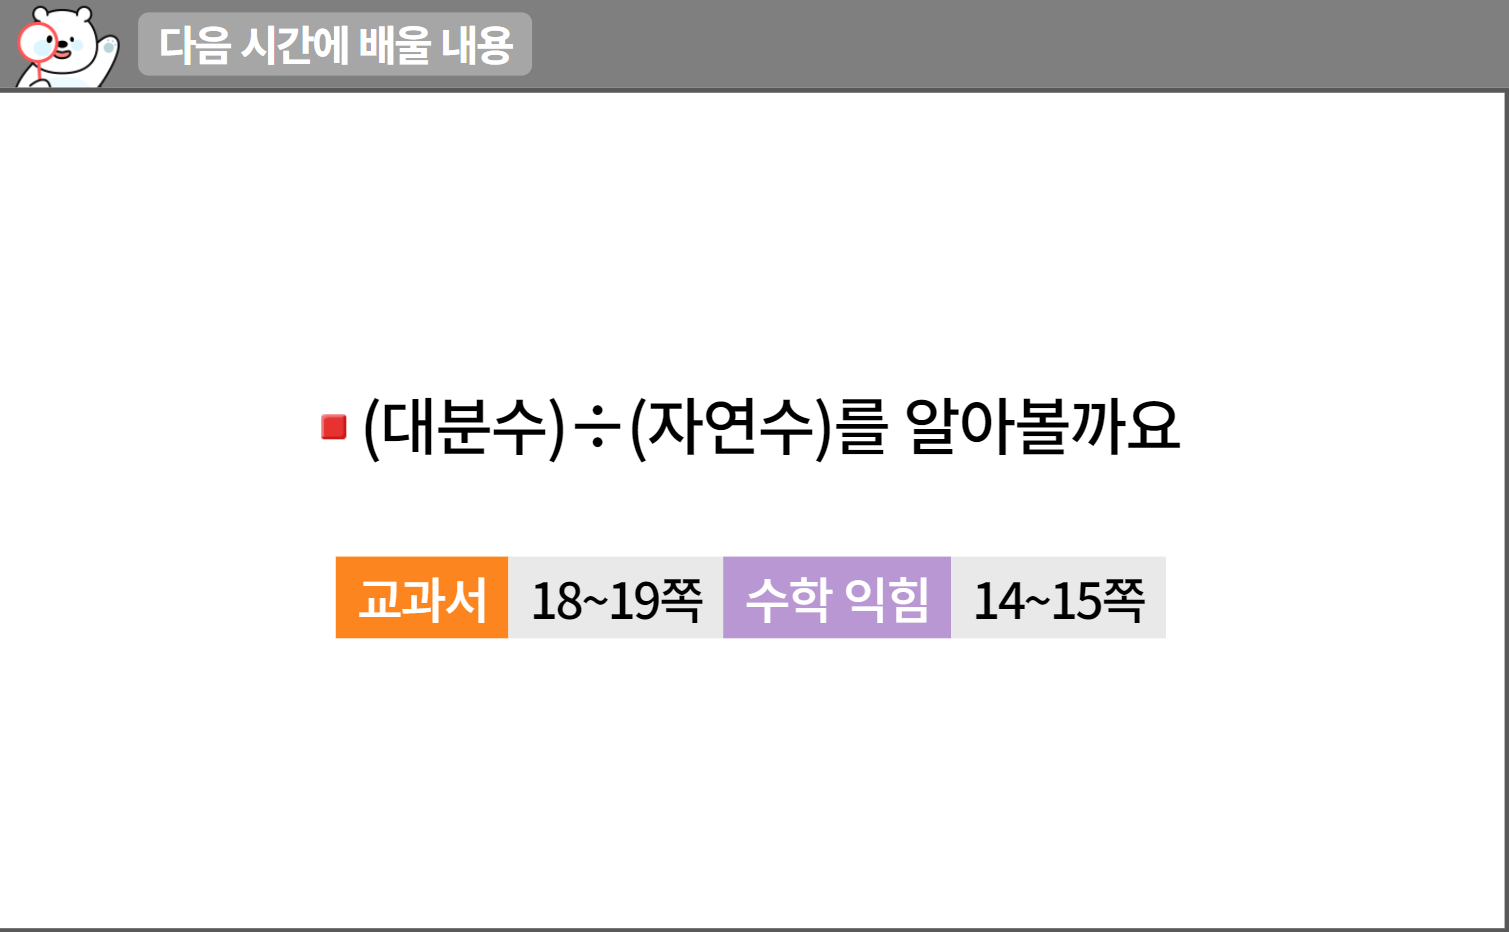 다음 시간에 배울 내용
(대분수)÷(자연수)를 알아볼까요
교과서 18~19쪽 수학 익힘 14~15쪽